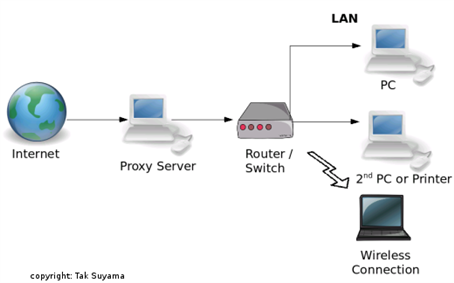 LAN
PC
Internet
Proxy Server
Router /
Switch
2nd PC or Printer
Wireless
Connection
copyright: Tak Suyama